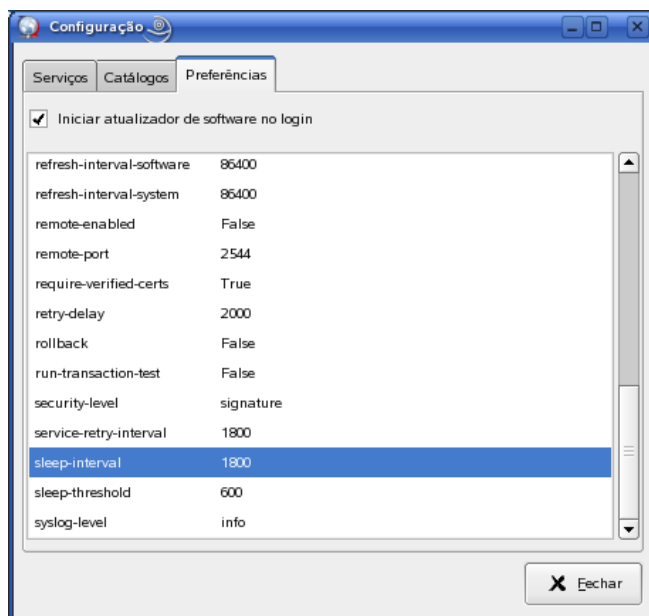 Configuração
Serviços Catálogos Preferências
Iniciar atualizador de software no login
refresh-interval-software 86400
refresh-interval-system 86400
remote-enabled False
remote-port 2544
require-verified-certs True
retry-delay 2000
rollback False
run-transaction-test False
security-level signature
service-retry-interval 1800
sleep-interval 1800
sleep-threshold 600
syslog-level info
Fechar